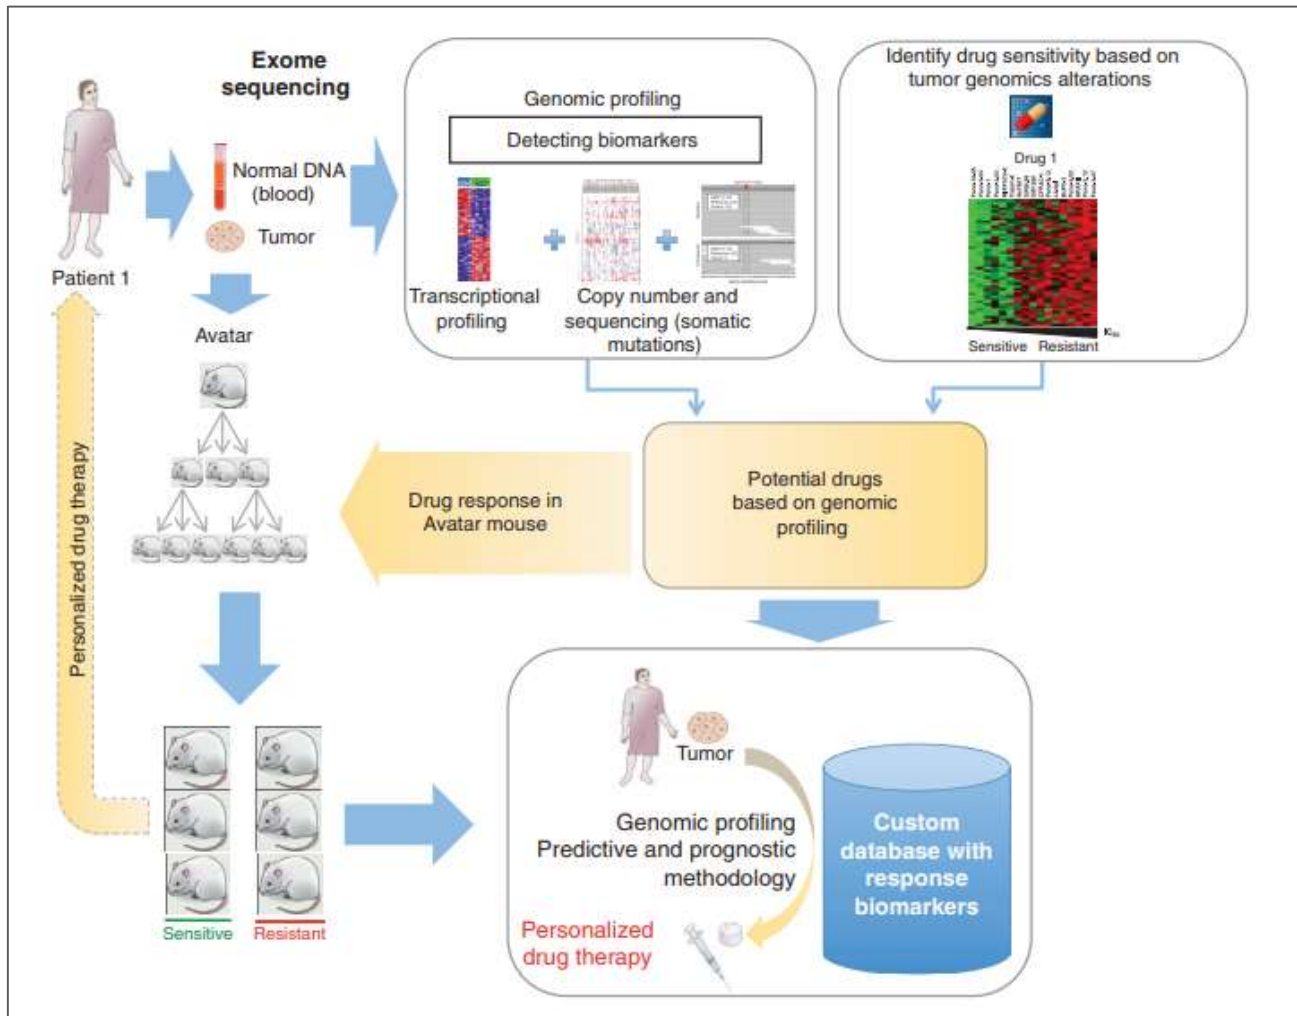 Exome
sequencing
Normal DNA
(blood)
Tumor
Patient 1
Genomic profiling
Detecting biomarkers
Transcriptional
profiling
Copy number and
sequencing (somatic
mutations)
Identify drug sensitivity based on
tumor genomics alterations
Drug 1
Sensitive Resistant
Avatar
Personalized drug therapy
Drug response in
Avatar mouse
Potential drugs
based on genomic
profiling
Sensitive
Resistant
Tumor
Genomic profiling
Predictive and prognostic
methodology
Personalized
drug therapy
Custom
database with
response
biomarkers